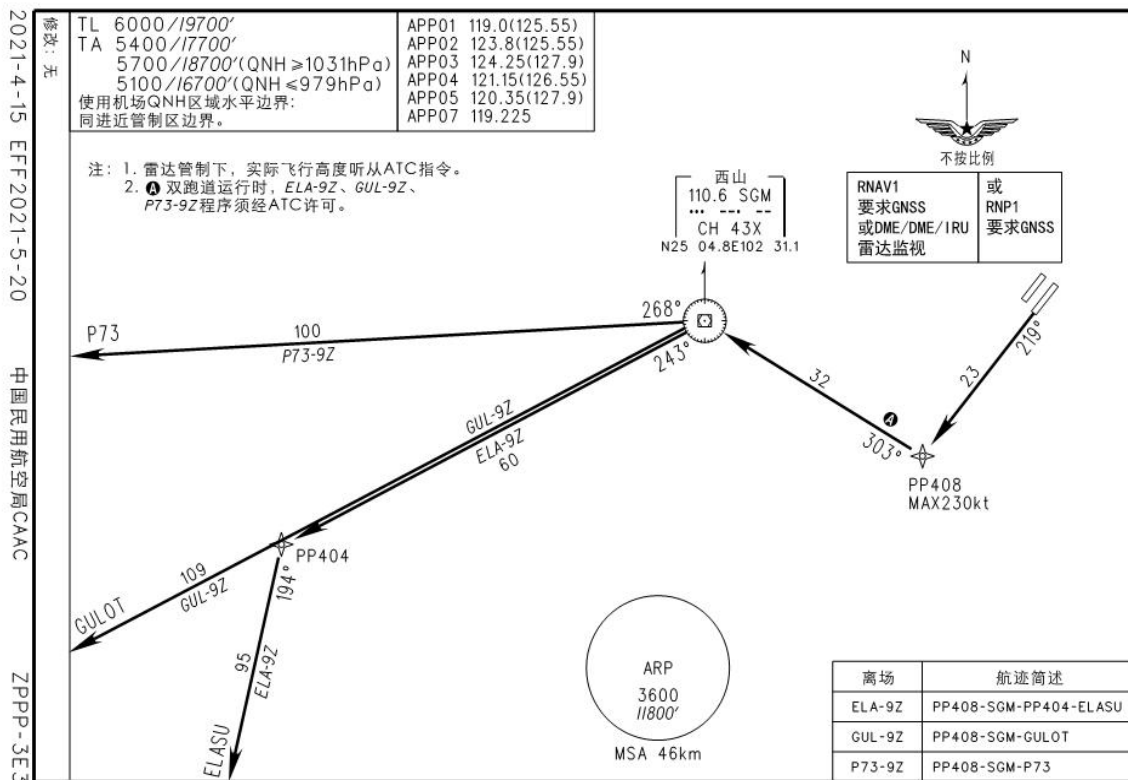 2021-4-15 EFF2021-5-20 中国民用航空局CAAC ZPPP-3E3
修改：无
TL 6000/19700′
TA 5400/17700′
5700/18700′(QNH≥1031hPa)
5100/16700′(QNH≤979hPa)
使用机场QNH区域水平边界:
同进近管制区边界。
APP01 119.0(125.55)
APP02 123.8(125.55)
APP03 124.25(127.9)
APP04 121.15(126.55)
APP05 120.35(127.9)
APP07 119.225
注: 1. 雷达管制下，实际飞行高度听从ATC指令。
2. A 双跑道运行时，ELA-9Z、GUL-9Z、
P73-9Z程序须经ATC许可。
N
不按比例
RNAV1
要求GNSS
或DME/DME/IRU
雷达监视
或
RNP1
要求GNSS
西山
110.6 SGM
CH 43X
N25 04.8E102 31.1
P73
100
P73-9Z
268°
243°
GUL-9Z
ELA-9Z
60
32
A
303°
219°
23
PP408
MAX230kt
PP404
109
GUL-9Z
GULOT
194°
95
ELA-9Z
ELASU
ARP
3600
11800′
MSA 46km
离场 航迹简述
ELA-9Z PP408-SGM-PP404-ELASU
GUL-9Z PP408-SGM-GULOT
P73-9Z PP408-SGM-P73